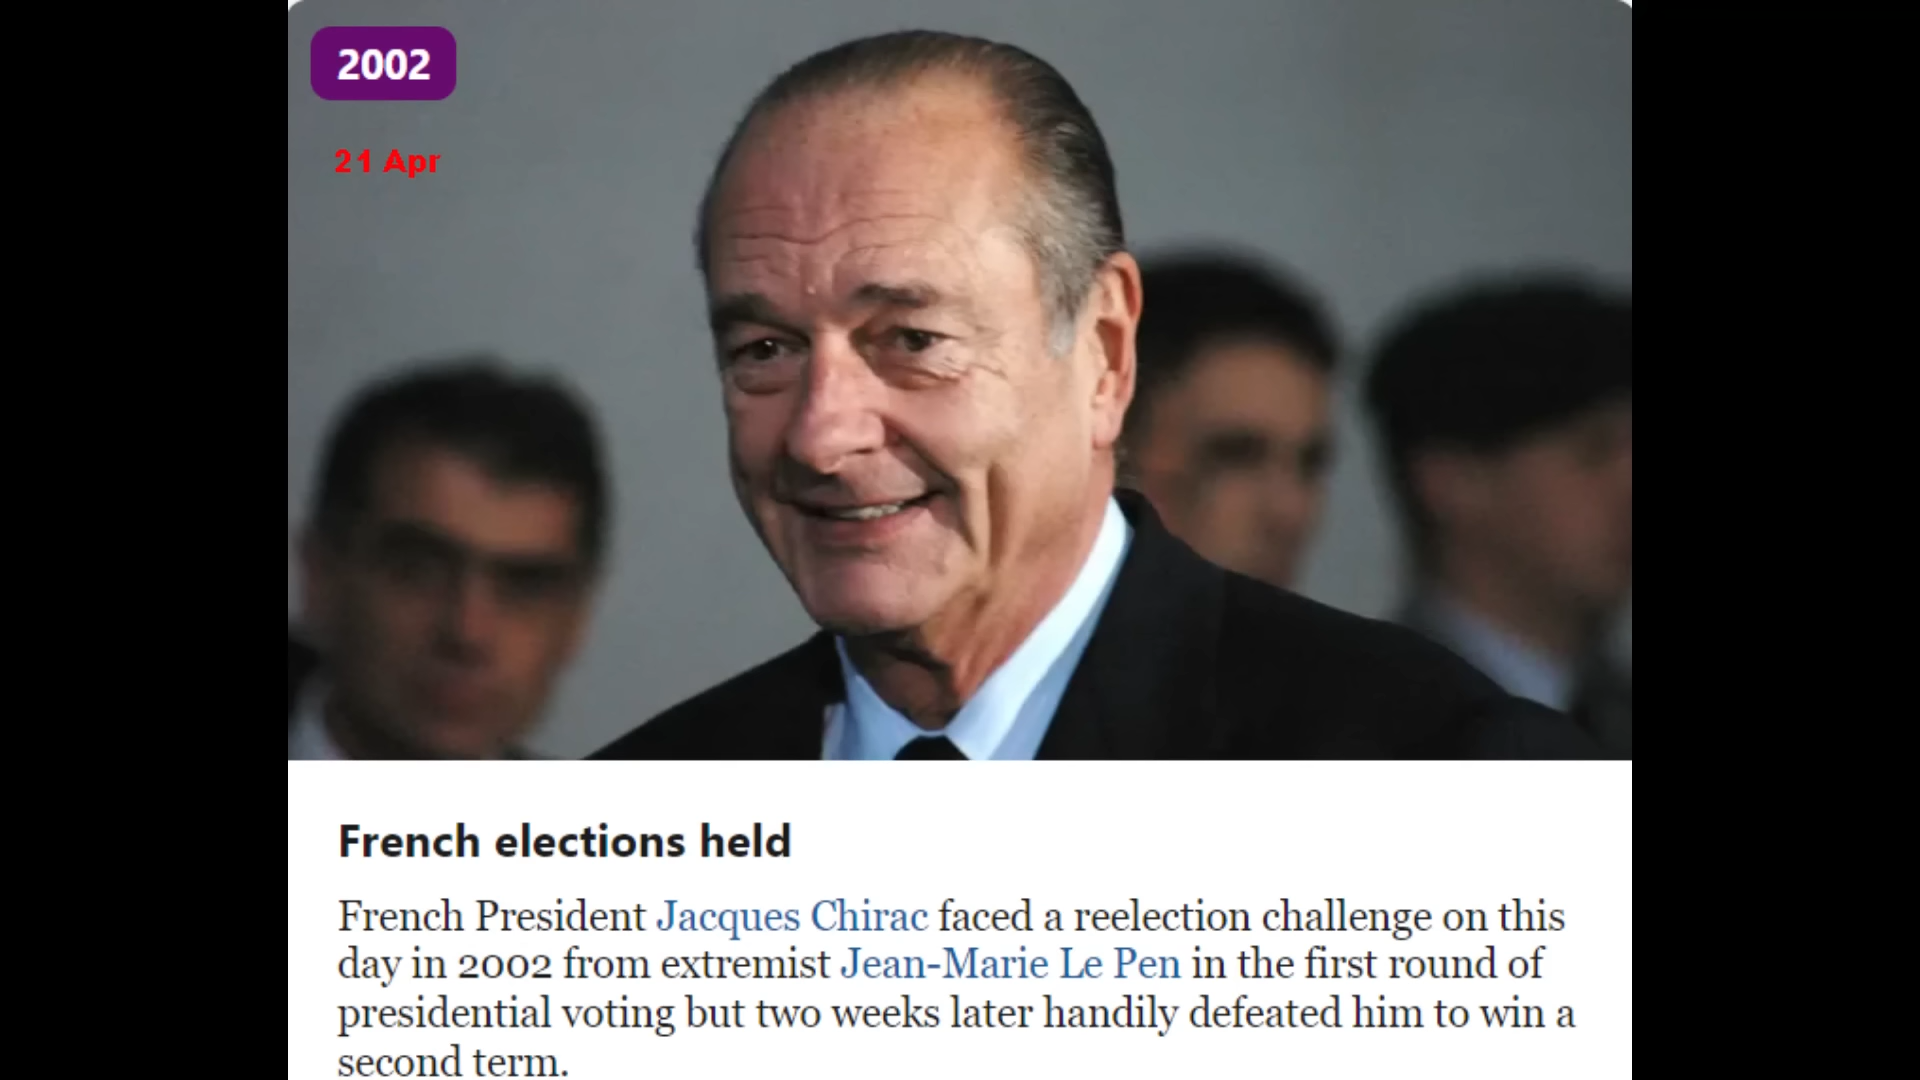 2002
21 Apr
French elections held
French President Jacques Chirac faced a reelection challenge on this
day in 2002 from extremist Jean-Marie Le Pen in the first round of
presidential voting but two weeks later handily defeated him to win a
second term.